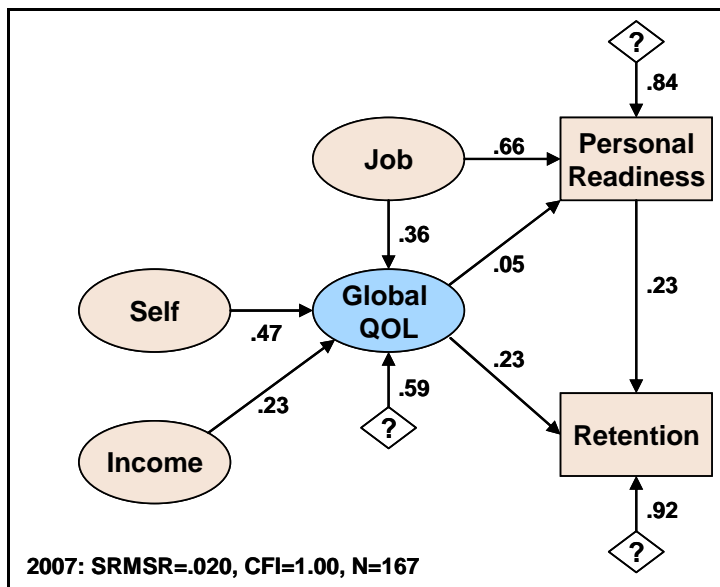 ?
.84
Job
.66
Personal
Readiness
.36
.05
Self
.47
Global
QOL
.23
.23
.23
.59
?
Income
Retention
.92
?
2007: SRMSR=.020, CFI=1.00, N=167